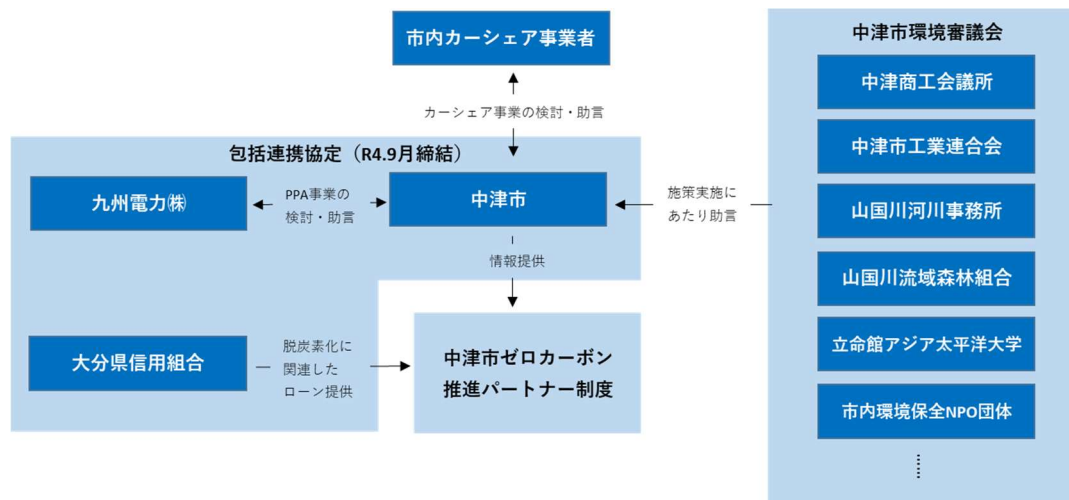 市内カーシェア事業者
カーシェア事業の検討・助言
包括連携協定（R4.9月締結）
九州電力㈱
PPA事業の
検討・助言
中津市
施策実施に
あたり助言
情報提供
大分県信用組合
脱炭素化に
関連した
ローン提供
中津市ゼロカーボン
推進パートナー制度
中津市環境審議会
中津商工会議所
中津市工業連合会
山国川河川事務所
山国川流域森林組合
立命館アジア太平洋大学
市内環境保全NPO団体